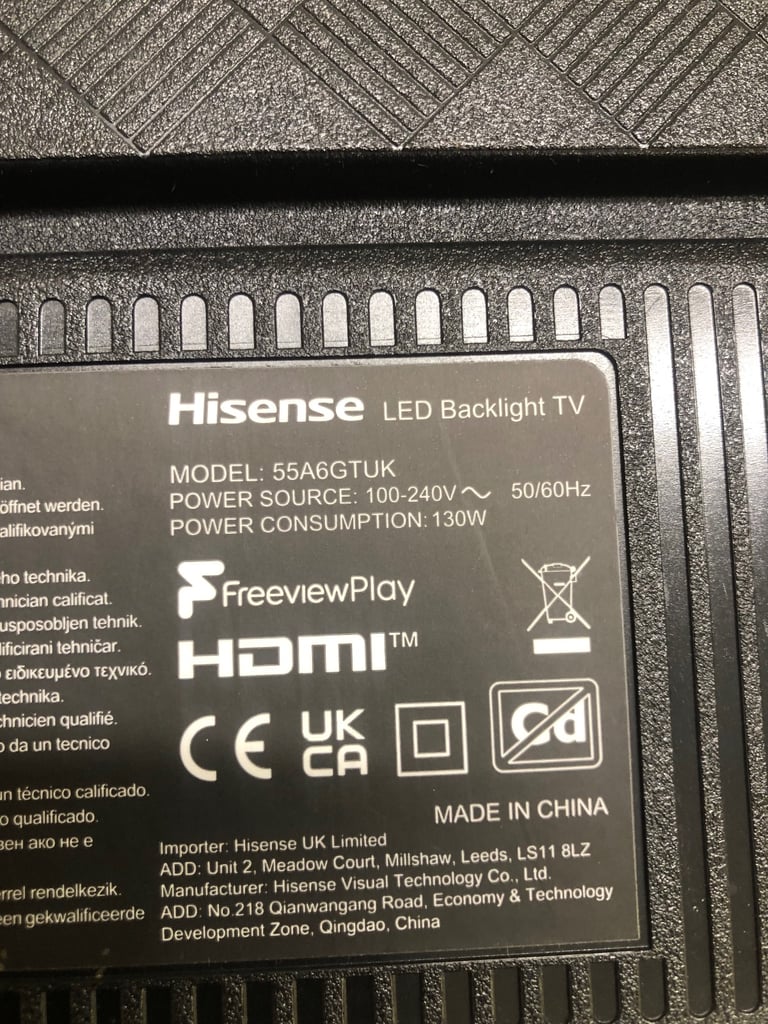 Hisense LED Backlight TV
MODEL: 55A6GTUK
POWER SOURCE: 100-240V～ 50/60Hz
POWER CONSUMPTION: 130W
FreeviewPlay
HDMI™
CE UK CA Cd
MADE IN CHINA
Importer: Hisense UK Limited
ADD: Unit 2, Meadow Court, Millshaw, Leeds, LS11 8LZ
Manufacturer: Hisense Visual Technology Co., Ltd.
ADD: No.218 Qianwangang Road, Economy & Technology
Development Zone, Qingdao, China
ian.
öffnet werden.
alifikovanými
ho technika.
hnician calificat.
usposobljen tehnik.
lificirani tehničar.
ειδικευμένο τεχνικό.
technika.
chnicien qualifié.
o da un tecnico
un técnico calificado.
o qualificado.
вен ако не е
rrel rendelkezik.
een gekwalificeerde